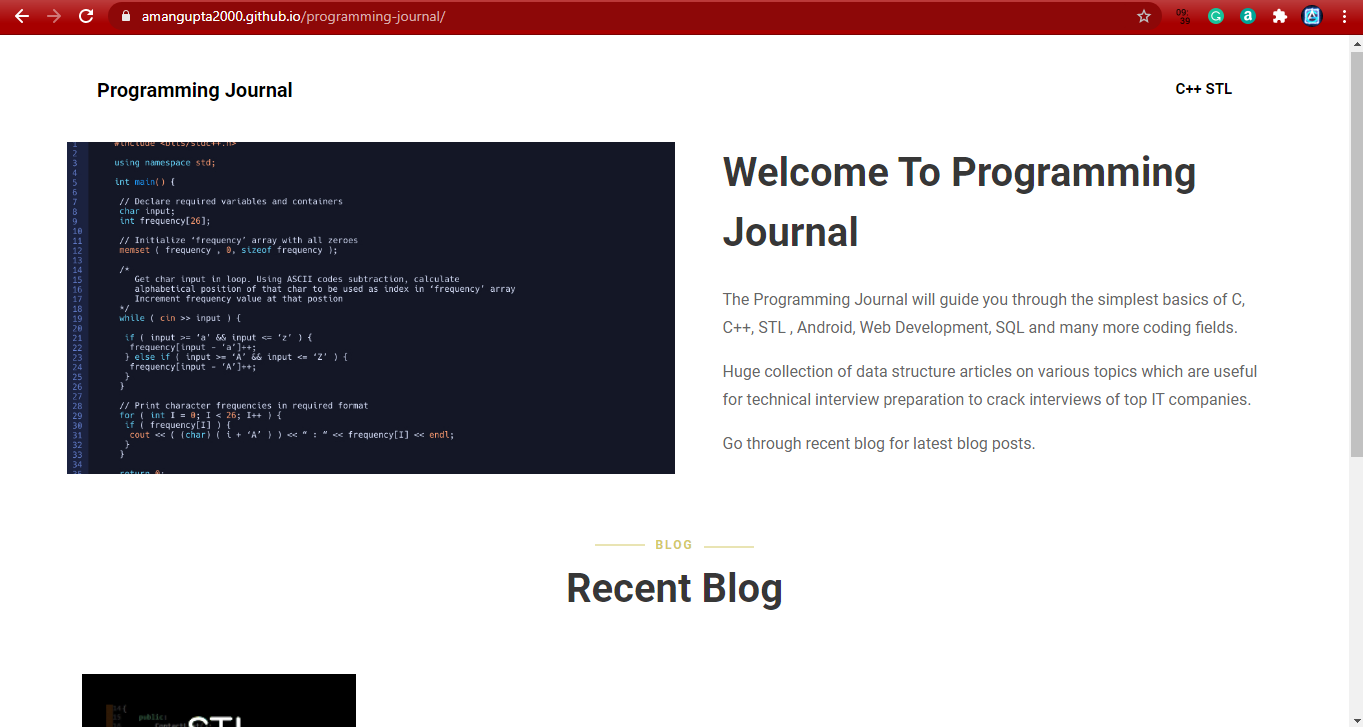 amangupta2000.github.io/programming-journal/
09:
39
Programming Journal
C++ STL
1 #include <bits/stdc++.h>
2
3 using namespace std;
4
5 int main() {
6
7 // Declare required variables and containers
8 char input;
9 int frequency[26];
10
11 // Initialize ‘frequency’ array with all zeroes
12 memset ( frequency , 0, sizeof frequency );
13
14 /*
15 Get char input in loop. Using ASCII codes subtraction, calculate
16 alphabetical position of that char to be used as index in ‘frequency’ array
17 Increment frequency value at that postion
18 */
19 while ( cin >> input ) {
20
21 if ( input >= ‘a’ && input <= ‘z’ ) {
22 frequency[input - ‘a’]++;
23 } else if ( input >= ‘A’ && input <= ‘Z’ ) {
24 frequency[input - ‘A’]++;
25 }
26 }
27
28 // Print character frequencies in required format
29 for ( int I = 0; I < 26; I++ ) {
30 if ( frequency[I] ) {
31 cout << ( (char) ( i + ‘A’ ) ) << “ : “ << frequency[I] << endl;
32 }
33 }
34
35 return 0;
Welcome To Programming
Journal
The Programming Journal will guide you through the simplest basics of C,
C++, STL , Android, Web Development, SQL and many more coding fields.
Huge collection of data structure articles on various topics which are useful
for technical interview preparation to crack interviews of top IT companies.
Go through recent blog for latest blog posts.
BLOG
Recent Blog
public:
STL